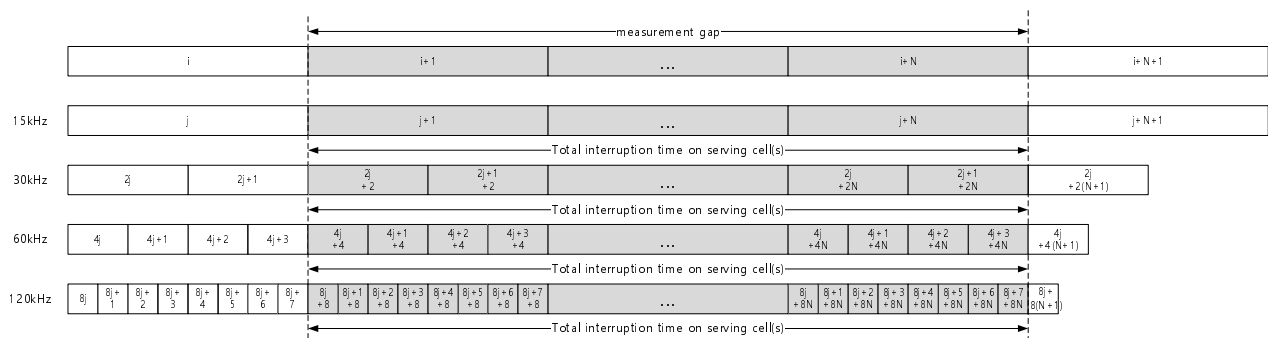 measurement gap
i i+1 ... i+N i+N+1
15kHz j j+1 ... j+N j+N+1
Total interruption time on serving cell(s)
30kHz 2j 2j+1 2j +2 2j+1 +2 ... 2j +2N 2j+1 +2N 2j +2(N+1)
Total interruption time on serving cell(s)
60kHz 4j 4j+1 4j+2 4j+3 4j +4 4j+1 +4 4j+2 +4 4j+3 +4 ... 4j +4N 4j+1 +4N 4j+2 +4N 4j+3 +4N 4j +4(N+1)
Total interruption time on serving cell(s)
120kHz 8j 8j+ 1 8j+ 2 8j+ 3 8j+ 4 8j+ 5 8j+ 6 8j+ 7 8j +8 8j+1 +8 8j+2 +8 8j+3 +8 8j+4 +8 8j+5 +8 8j+6 +8 8j+7 +8 ... 8j +8N 8j+1 +8N 8j+2 +8N 8j+3 +8N 8j+4 +8N 8j+5 +8N 8j+6 +8N 8j+7 +8N 8j+ 8(N+1)
Total interruption time on serving cell(s)